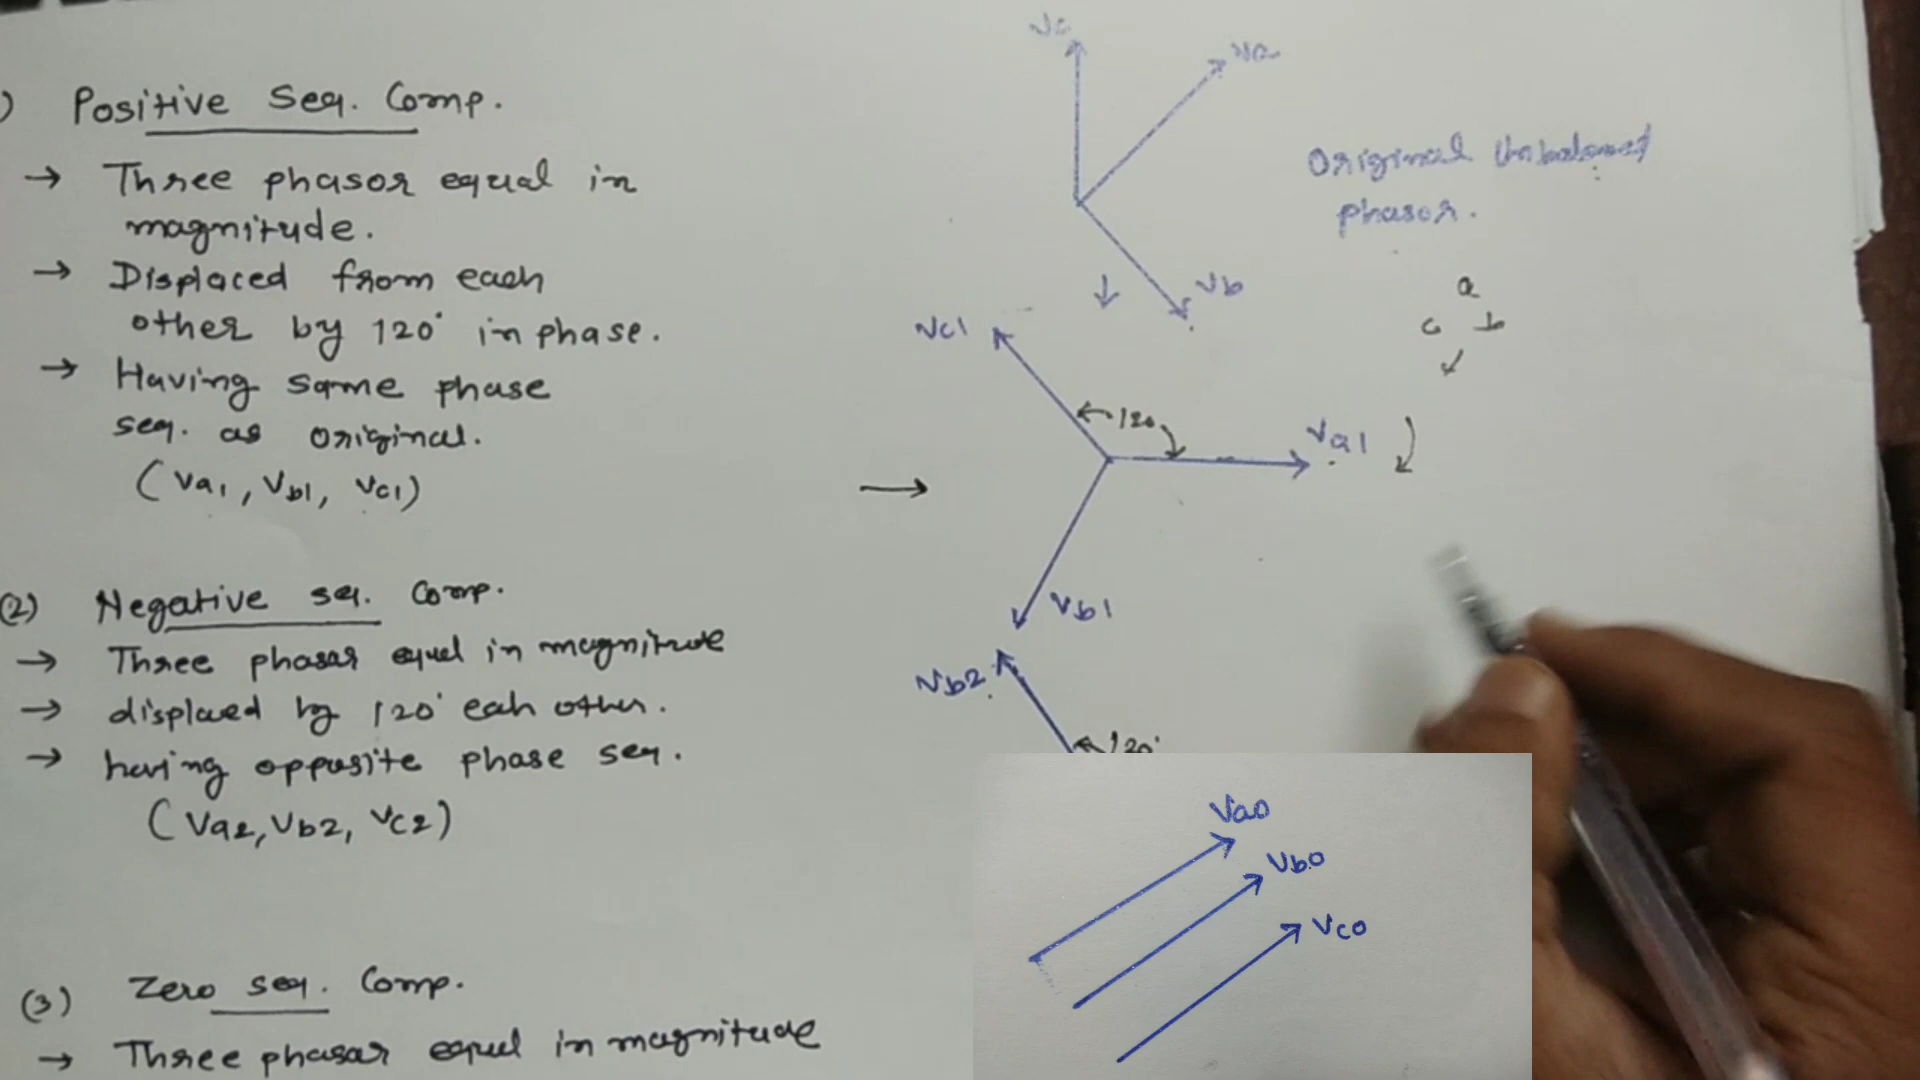 ) Positive Seq. Comp.
→ Three phasor equal in
magnitude.
→ Displaced from each
other by 120° in phase.
→ Having same phase
seq. as original.
(Va1, Vb1, Vc1)
(2) Negative seq. Comp.
→ Three phasor equal in magnitude
→ displaced by 120° each other.
→ having opposite phase seq.
(Va2, Vb2, Vc2)
(3) Zero seq. Comp.
→ Three phasor equal in magnitude
Vc
Va
Vb
Original Unbalanced
phasor.
a
c b
Vc1
120
Va1
Vb1
Vb2
120°
Va0
Vb0
Vc0